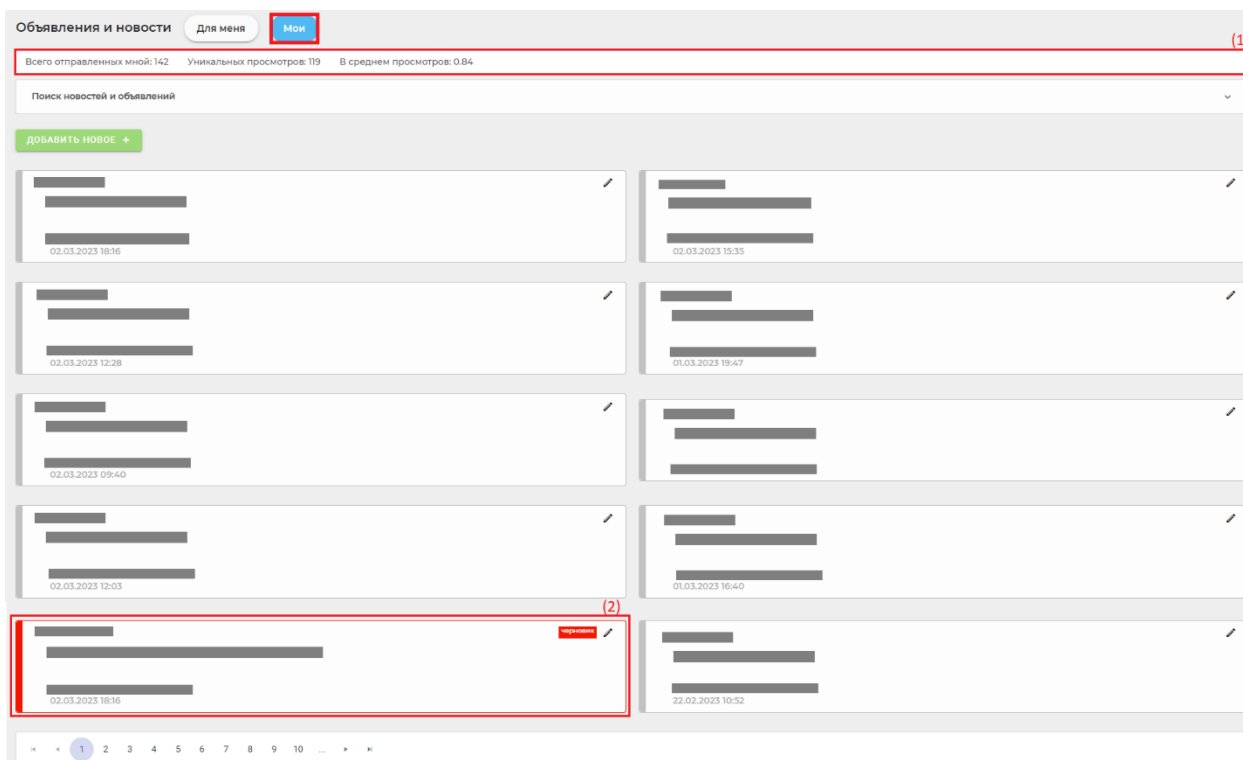 Объявления и новости Для меня Мои
(1
Всего отправленных мной: 142 Уникальных просмотров: 119 В среднем просмотров: 0.84
Поиск новостей и объявлений
ДОБАВИТЬ НОВОЕ +
02.03.2023 18:16 02.03.2023 15:35
02.03.2023 12:28 01.03.2023 19:47
02.03.2023 09:40
02.03.2023 12:03 01.03.2023 16:40
(2)
черновик
02.03.2023 18:16 22.02.2023 10:52
1 2 3 4 5 6 7 8 9 10 ...